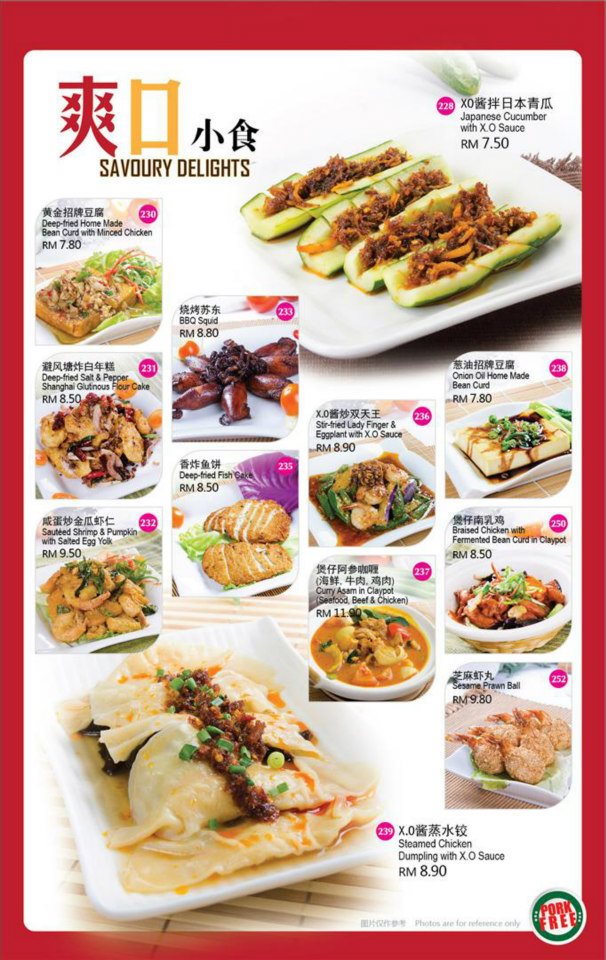 爽口小食
SAVOURY DELIGHTS
228
XO酱拌日本青瓜
Japanese Cucumber
with X.O Sauce
RM 7.50
黄金招牌豆腐
230
Deep-fried Home Made
Bean Curd with Minced Chicken
RM 7.80
烧烤苏东
233
BBQ Squid
RM 8.80
避风塘炸白年糕
231
Deep-fried Salt & Pepper
Shanghai Glutinous Flour Cake
RM 8.50
葱油招牌豆腐
238
Onion Oil Home Made
Bean Curd
RM 7.80
X.O酱炒双天王
236
Stir-fried Lady Finger &
Eggplant with X.O Sauce
RM 8.90
香炸鱼饼
235
Deep-fried Fish Cake
RM 8.50
咸蛋炒金瓜虾仁
232
Sauteed Shrimp & Pumpkin
with Salted Egg Yolk
RM 9.50
煲仔南乳鸡
250
Braised Chicken with
Fermented Bean Curd in Claypot
RM 8.50
煲仔阿参咖喱
237
(海鲜, 牛肉, 鸡肉)
Curry Asam in Claypot
(Seafood, Beef & Chicken)
RM 11.90
芝麻虾丸
252
Sesame Prawn Ball
RM 9.80
239
X.O酱蒸水饺
Steamed Chicken
Dumpling with X.O Sauce
RM 8.90
图片仅作参考 Photos are for reference only
PORK
FREE